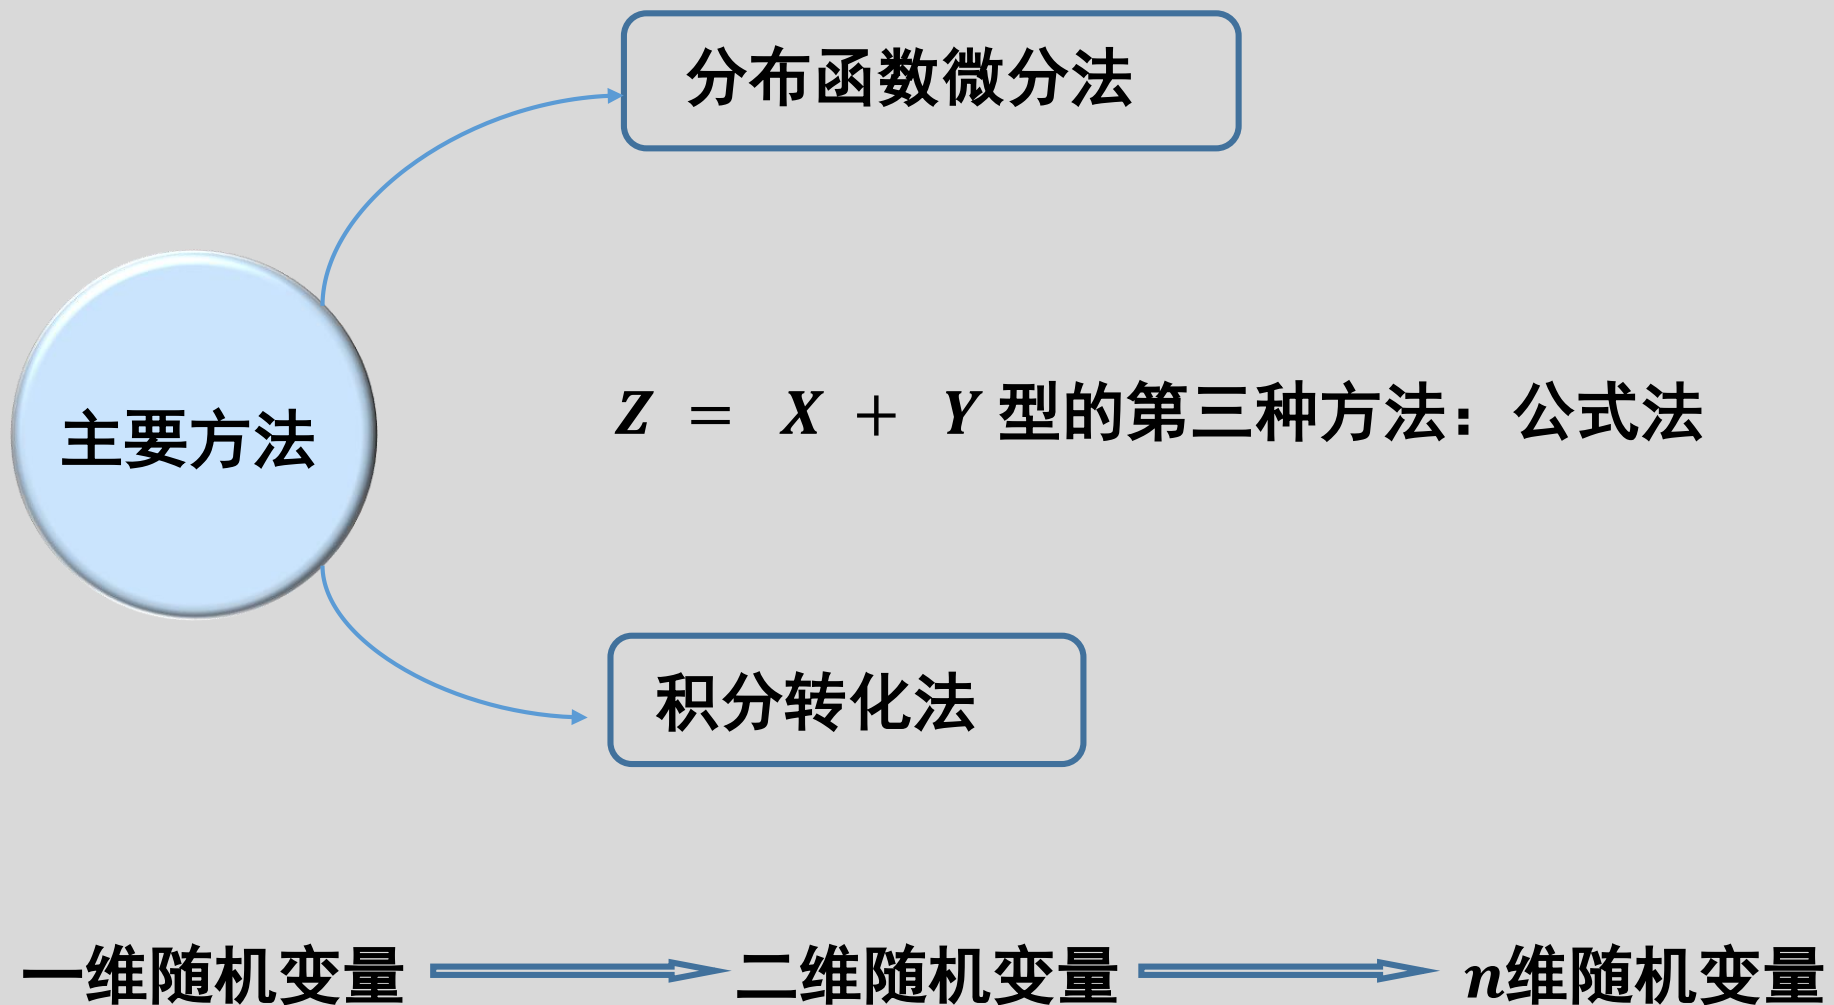 分布函数微分法
Z = X + Y 型的第三种方法：公式法
主要方法
积分转化法
一维随机变量 二维随机变量 n维随机变量